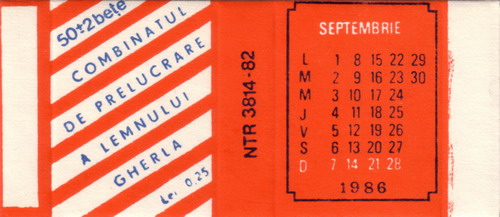 50±2bețe
COMBINATUL
DE PRELUCRARE
A LEMNULUI
GHERLA
Lei 0,25
NTR 3814-82
SEPTEMBRIE
L 1 8 15 22 29
M 2 9 16 23 30
M 3 10 17 24
J 4 11 18 25
V 5 12 19 26
S 6 13 20 27
D 7 14 21 28
1986